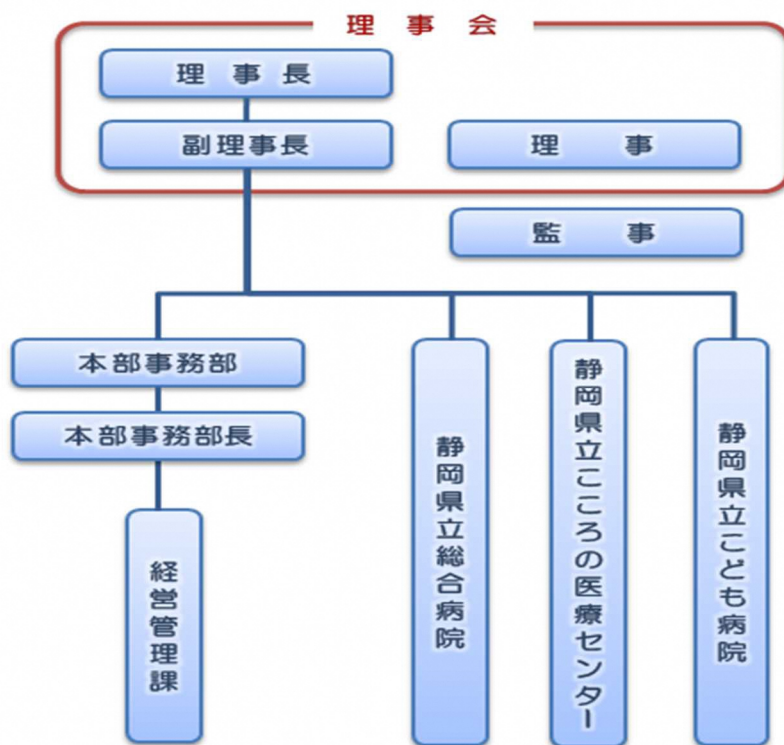 理事会
理事長
副理事長
理事
監事
本部事務部
本部事務部長
経営管理課
静岡県立総合病院
静岡県立こころの医療センター
静岡県立こども病院